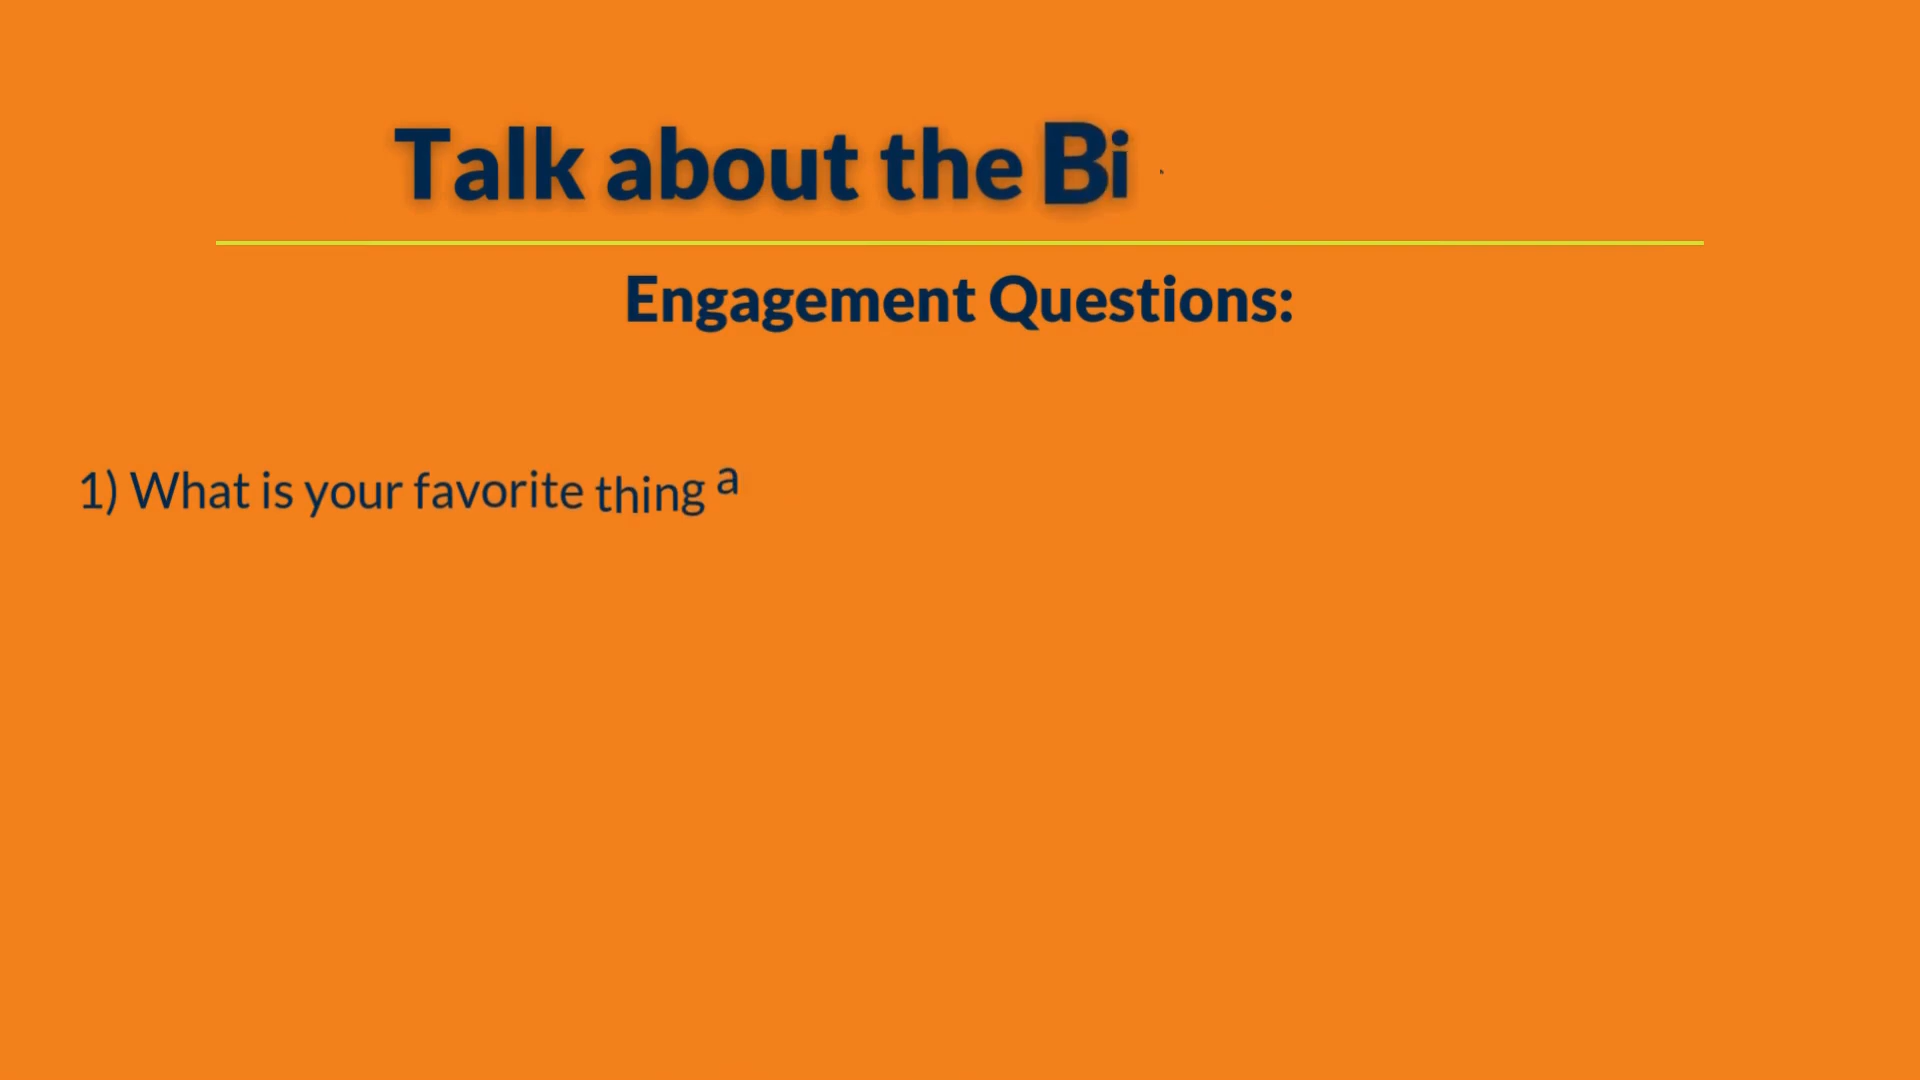 Talk about the Bi
Engagement Questions:
1) What is your favorite thing a